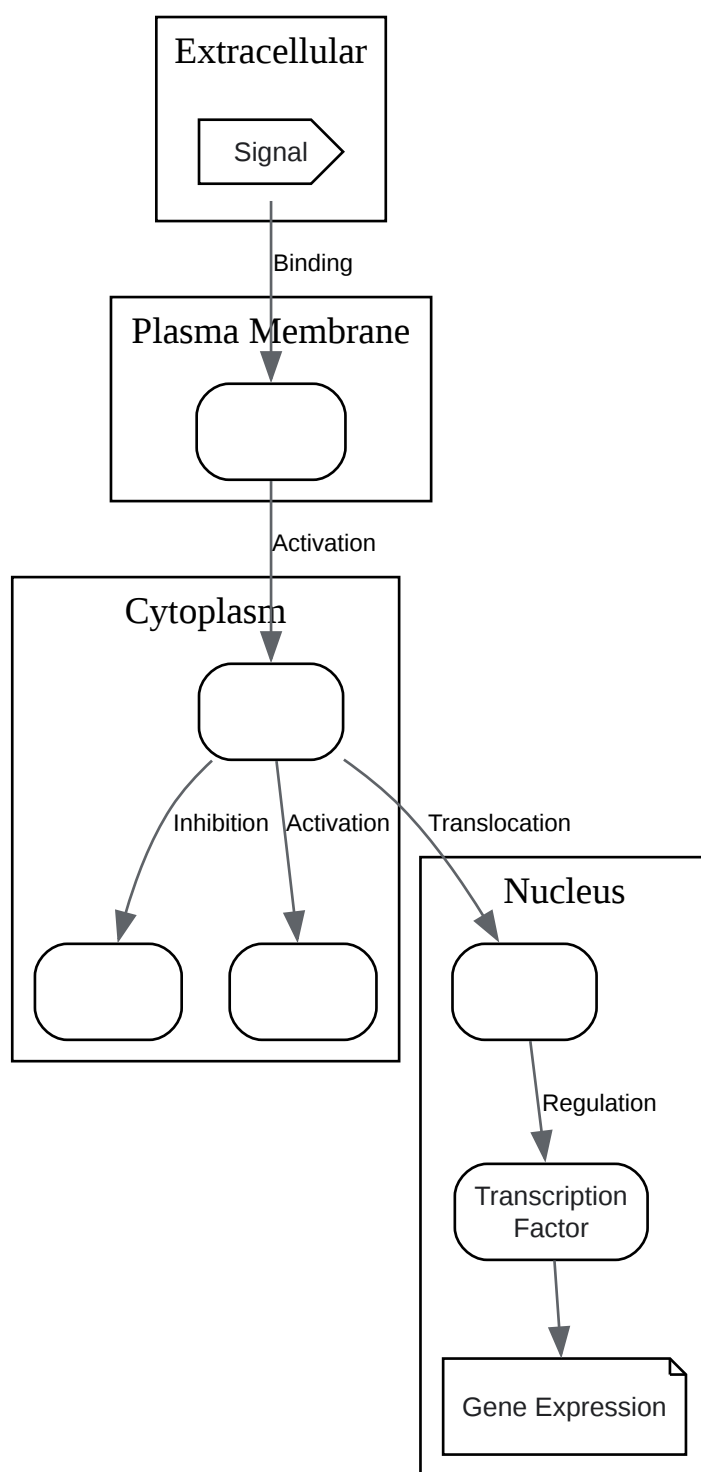 Extracellular
Signal
Binding
Plasma Membrane
Activation
Cytoplasm
Inhibition
Activation
Translocation
Nucleus
Regulation
Transcription
Factor
Gene Expression